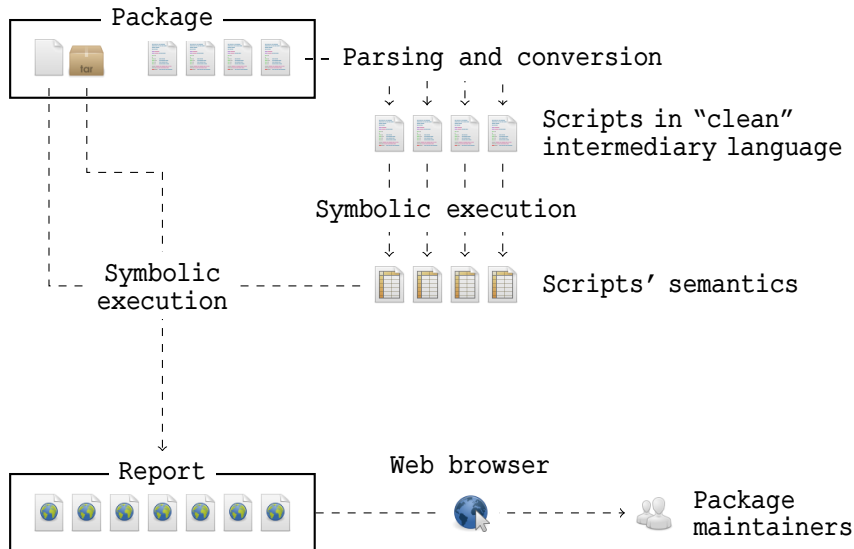 Package
tar
Parsing and conversion
Scripts in “clean”
intermediary language
Symbolic execution
Symbolic
execution
Scripts’ semantics
Report
Web browser
Package
maintainers